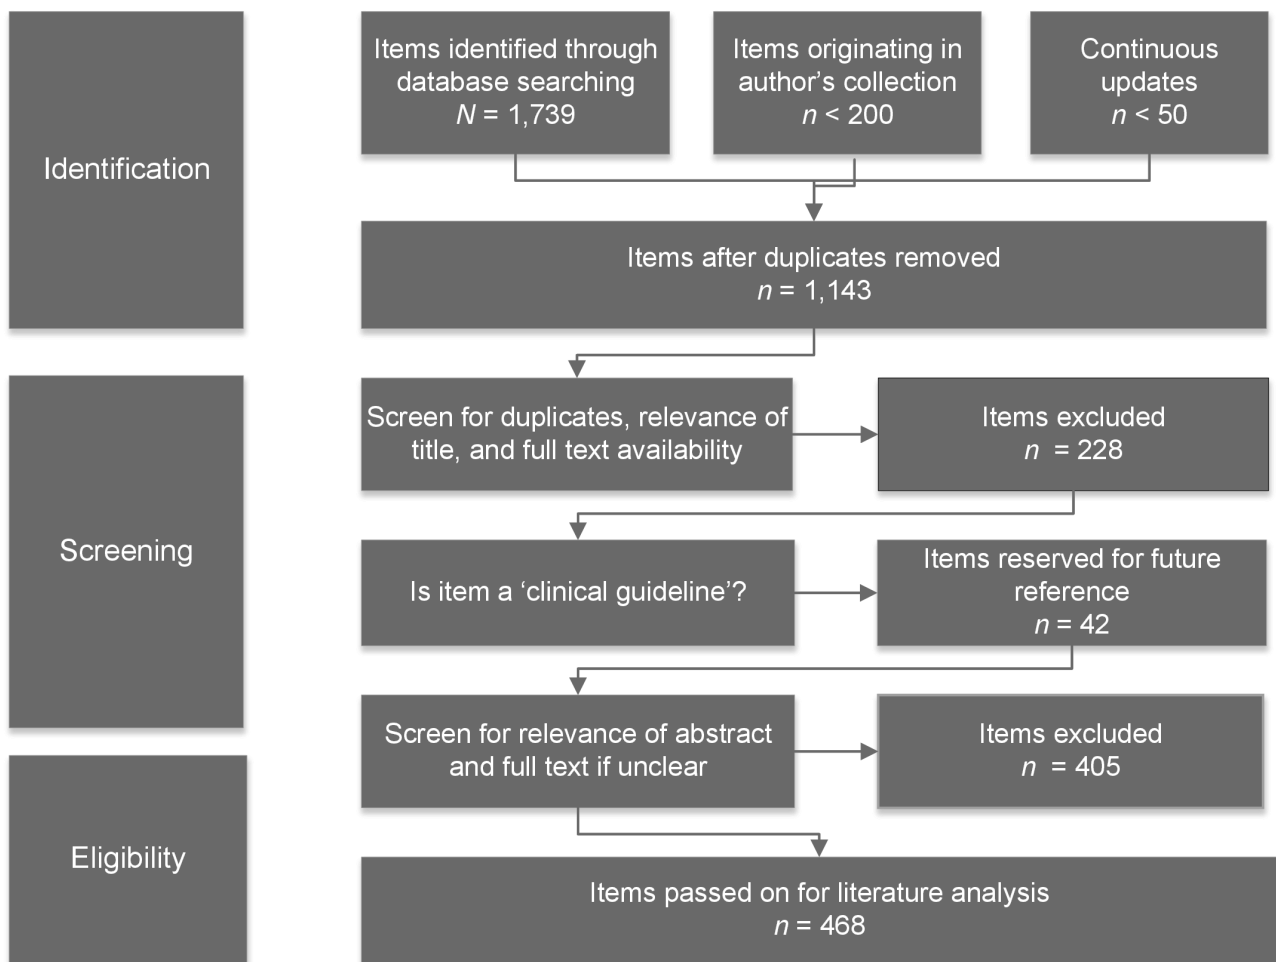 Identification
Items identified through
database searching
N = 1,739
Items originating in
author’s collection
n < 200
Continuous
updates
n < 50
Items after duplicates removed
n = 1,143
Screening
Screen for duplicates, relevance of
title, and full text availability
Items excluded
n = 228
Is item a ‘clinical guideline’?
Items reserved for future
reference
n = 42
Screen for relevance of abstract
and full text if unclear
Items excluded
n = 405
Eligibility
Items passed on for literature analysis
n = 468